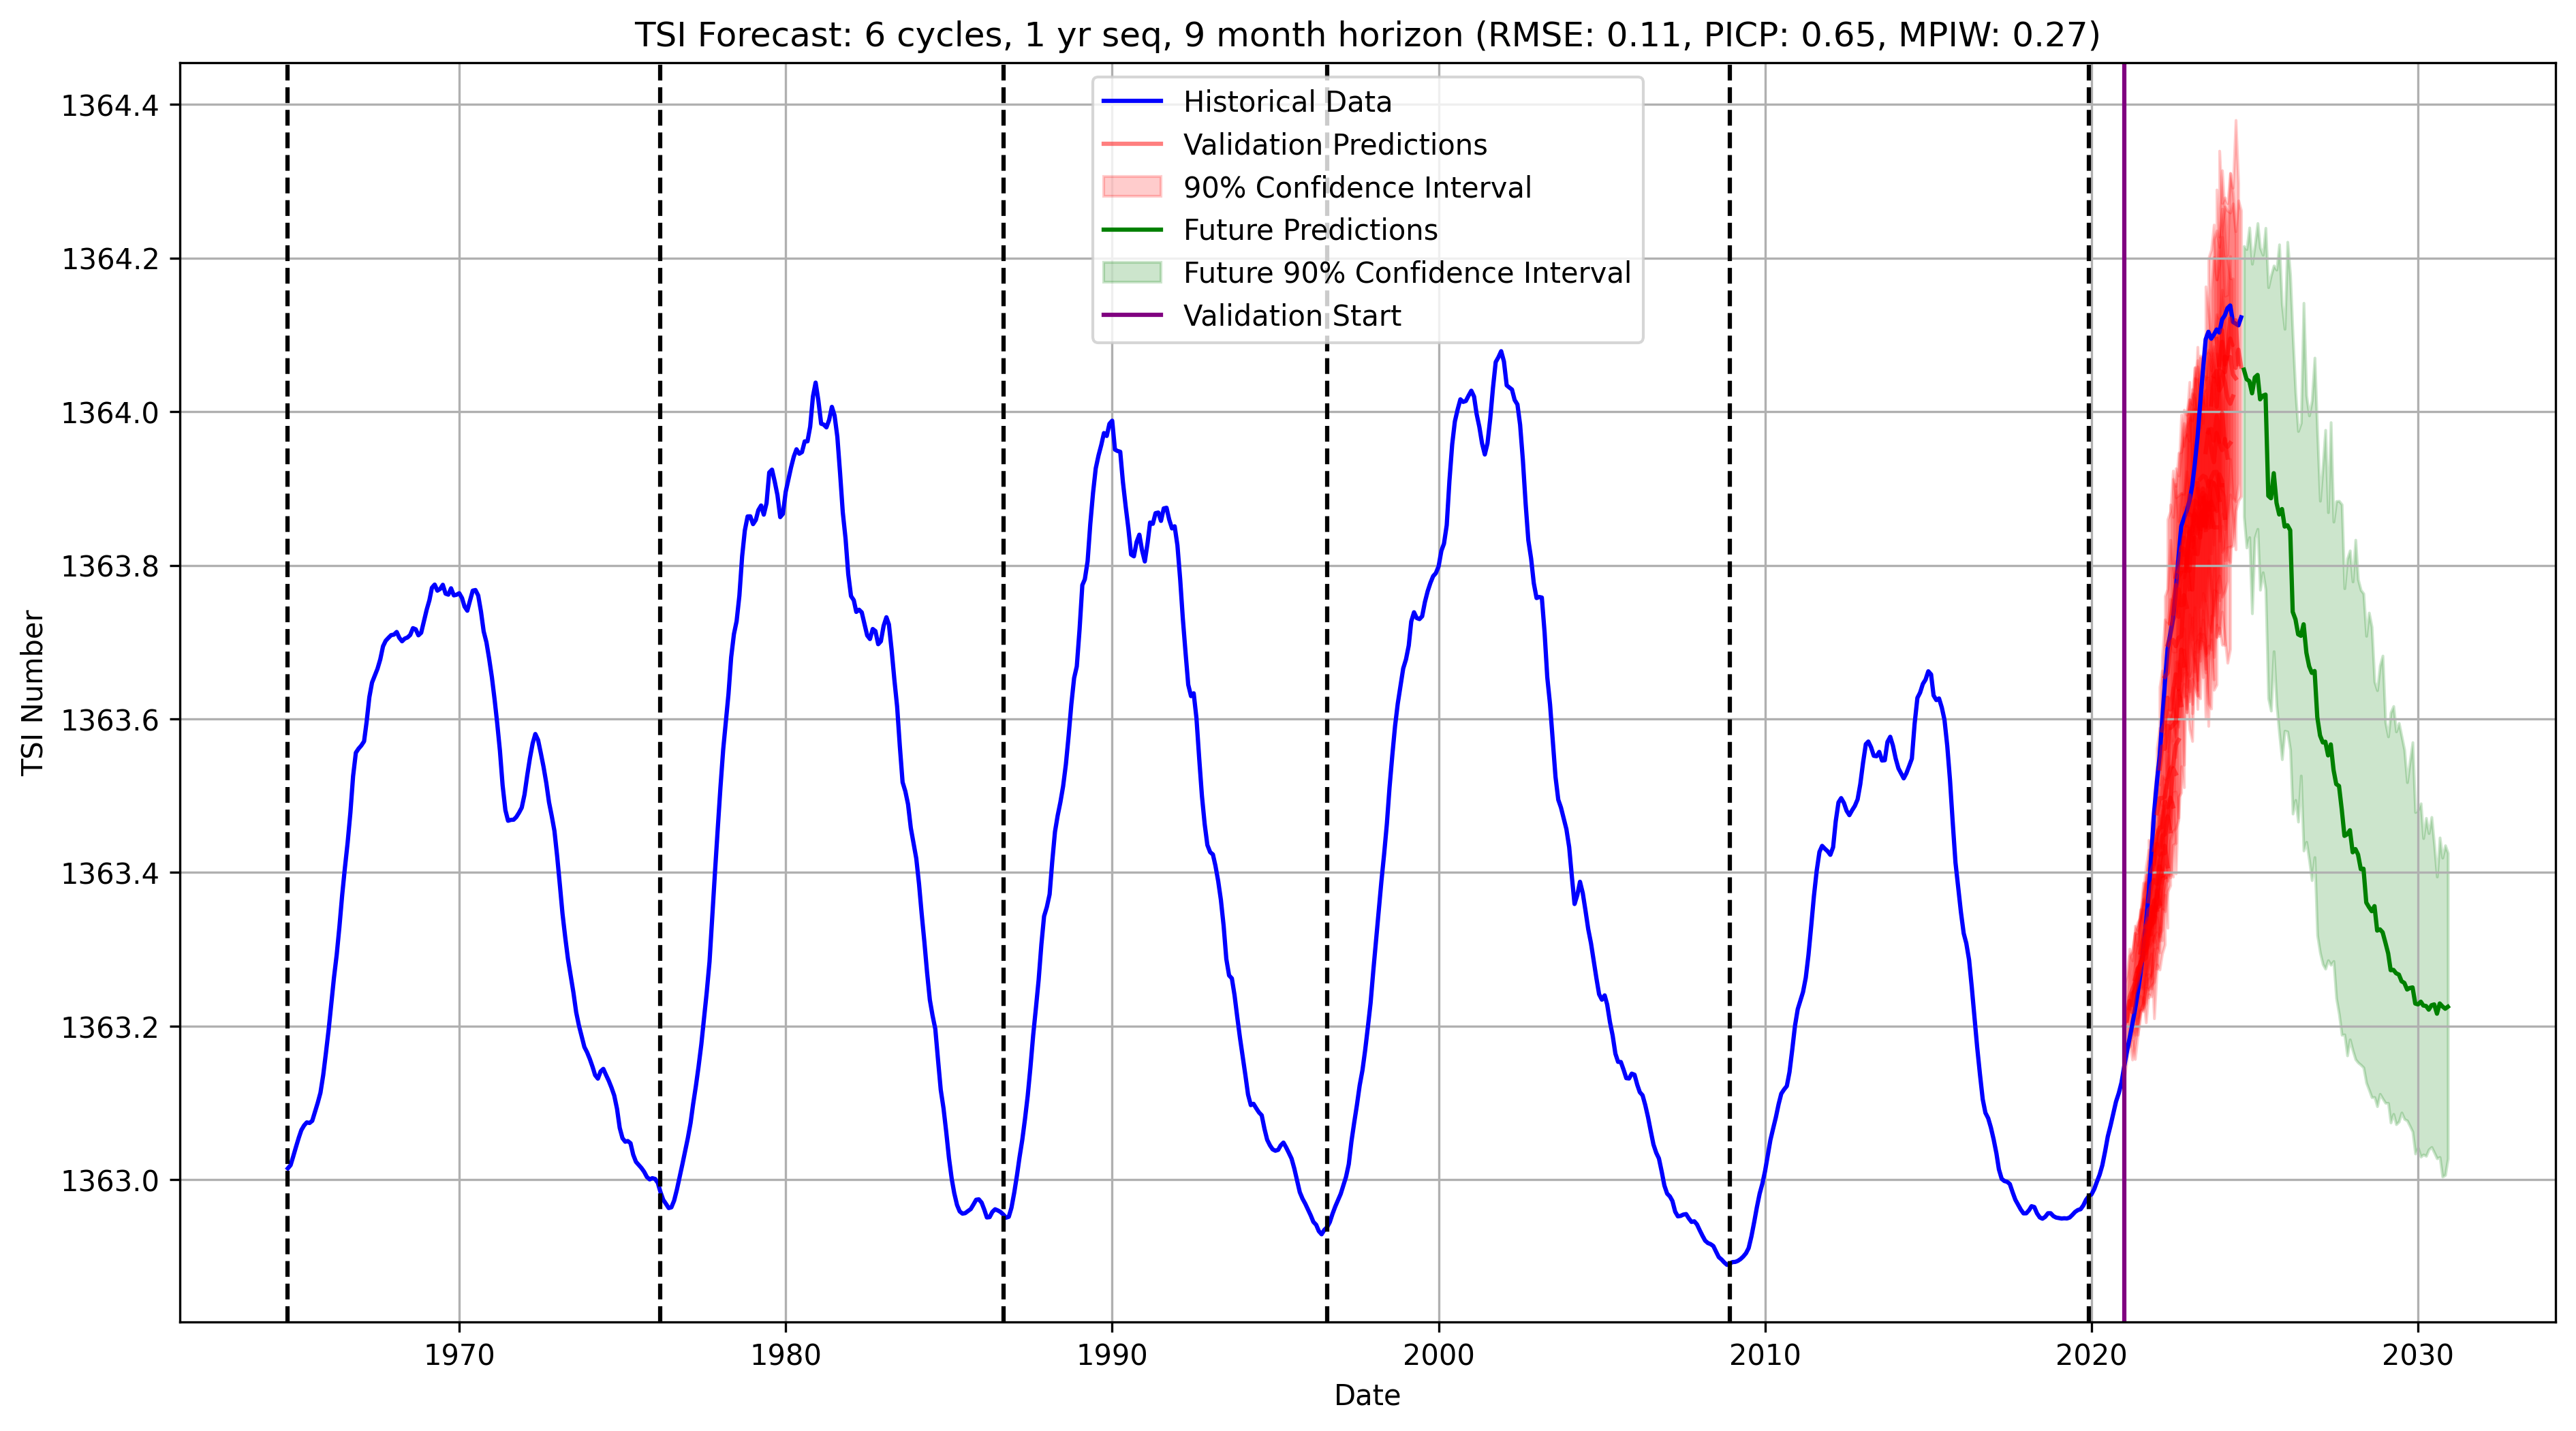 TSI Forecast: 6 cycles, 1 yr seq, 9 month horizon (RMSE: 0.11, PICP: 0.65, MPIW: 0.27)
Historical Data
Validation Predictions
90% Confidence Interval
Future Predictions
Future 90% Confidence Interval
Validation Start
TSI Number
1364.4
1364.2
1364.0
1363.8
1363.6
1363.4
1363.2
1363.0
1970
1980
1990
2000
2010
2020
2030
Date